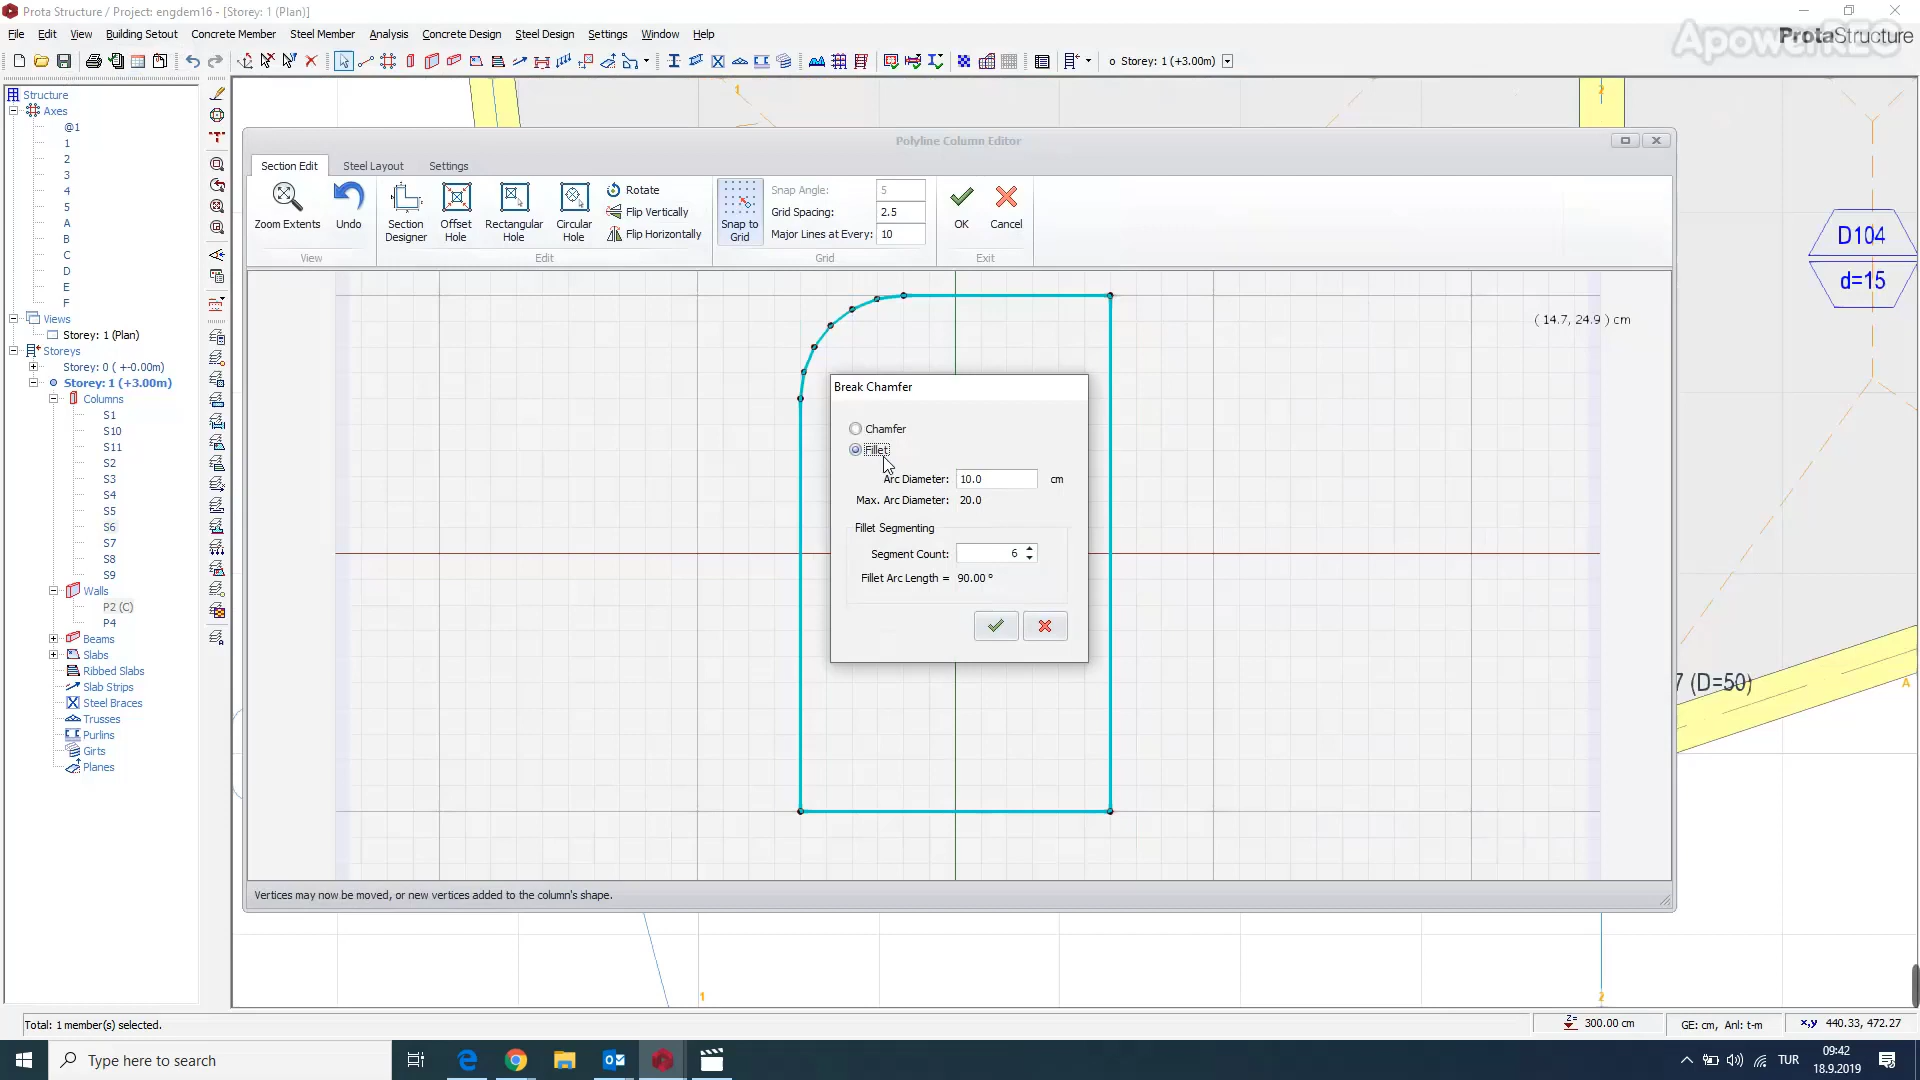 Prota Structure / Project: engdem16 - [Storey: 1 (Plan)]
File Edit View Building Setout Concrete Member Steel Member Analysis Concrete Design Steel Design Settings Window Help
ApowerREC
ProtaStructure
Storey: 1 (+3.00m)
Structure
Axes
@1
1
2
3
4
5
A
B
C
D
E
F
Views
Storey: 1 (Plan)
Storeys
Storey: 0 ( +-0.00m)
Storey: 1 (+3.00m)
Columns
S1
S10
S11
S2
S3
S4
S5
S6
S7
S8
S9
Walls
P2 (C)
P4
Beams
Slabs
Ribbed Slabs
Slab Strips
Steel Braces
Trusses
Purlins
Girts
Planes
1
2
Polyline Column Editor
Section Edit Steel Layout Settings
Zoom Extents
Undo
Section Designer
Offset Hole
Rectangular Hole
Circular Hole
Rotate
Flip Vertically
Flip Horizontally
Snap to Grid
Snap Angle: 5
Grid Spacing: 2.5
Major Lines at Every: 10
OK
Cancel
View
Edit
Grid
Exit
( 14.7, 24.9 ) cm
Break Chamfer
Chamfer
Fillet
Arc Diameter: 10.0 cm
Max. Arc Diameter: 20.0
Fillet Segmenting
Segment Count: 6
Fillet Arc Length = 90.00 °
Vertices may now be moved, or new vertices added to the column's shape.
D104
d=15
7 (D=50)
A
1
2
Total: 1 member(s) selected.
Z= 300.00 cm
GE: cm, Anl: t-m
x,y 440.33, 472.27
Type here to search
TUR
09:42
18.9.2019